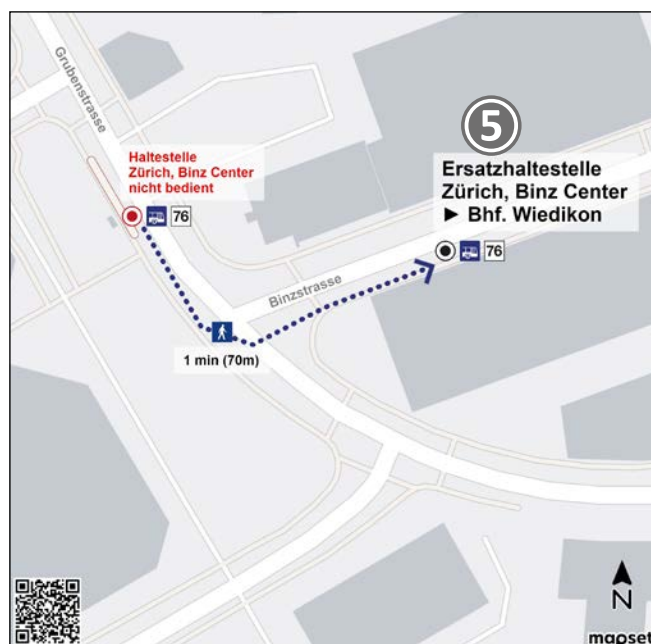 Grubenstrasse
5
Haltestelle
Zürich, Binz Center
nicht bedient
76
Ersatzhaltestelle
Zürich, Binz Center
► Bhf. Wiedikon
76
Binzstrasse
1 min (70m)
N
mapset